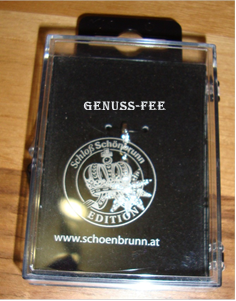 GENUSS-FEE
Schloß Schönbrunn
EDITION
www.schoenbrunn.at